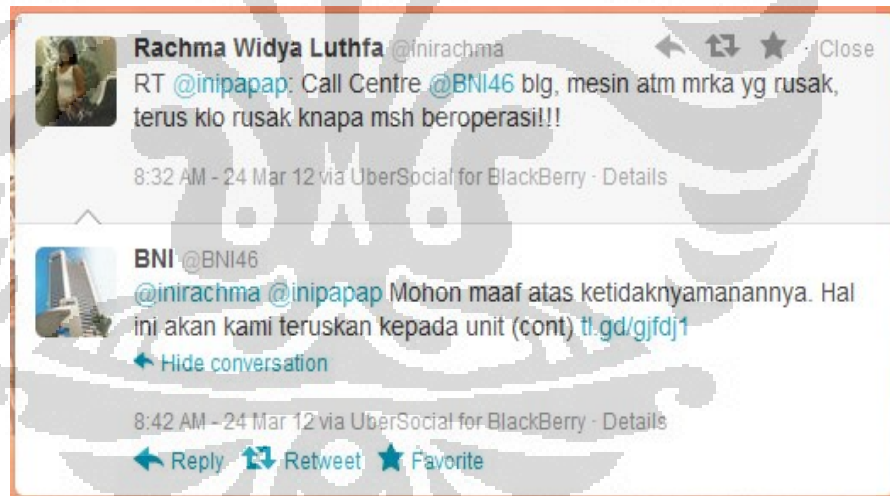 Rachma Widya Luthfa @inirachma · Close
RT @inipapap: Call Centre @BNI46 blg, mesin atm mrka yg rusak,
terus klo rusak knapa msh beroperasi!!!
8:32 AM - 24 Mar 12 via UberSocial for BlackBerry · Details
BNI @BNI46
@inirachma @inipapap Mohon maaf atas ketidaknyamanannya. Hal
ini akan kami teruskan kepada unit (cont) tl.gd/gjfdj1
Hide conversation
8:42 AM - 24 Mar 12 via UberSocial for BlackBerry · Details
Reply Retweet Favorite